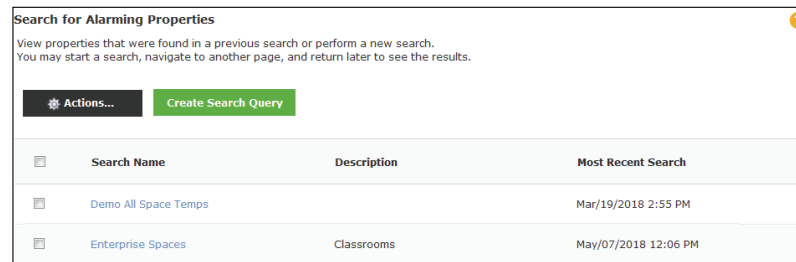 Search for Alarming Properties
View properties that were found in a previous search or perform a new search.
You may start a search, navigate to another page, and return later to see the results.
Actions... Create Search Query
Search Name Description Most Recent Search
Demo All Space Temps Mar/19/2018 2:55 PM
Enterprise Spaces Classrooms May/07/2018 12:06 PM